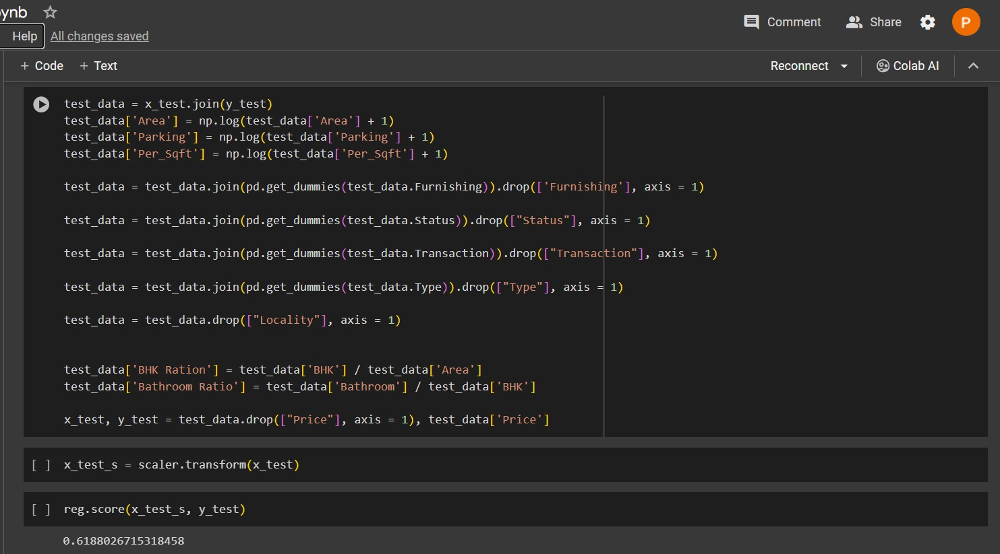 ynb
Help All changes saved
Comment Share P
+ Code + Text
Reconnect Colab AI
test_data = x_test.join(y_test)
test_data['Area'] = np.log(test_data['Area'] + 1)
test_data['Parking'] = np.log(test_data['Parking'] + 1)
test_data['Per_Sqft'] = np.log(test_data['Per_Sqft'] + 1)
test_data = test_data.join(pd.get_dummies(test_data.Furnishing)).drop(['Furnishing'], axis = 1)
test_data = test_data.join(pd.get_dummies(test_data.Status)).drop(["Status"], axis = 1)
test_data = test_data.join(pd.get_dummies(test_data.Transaction)).drop(["Transaction"], axis = 1)
test_data = test_data.join(pd.get_dummies(test_data.Type)).drop(["Type"], axis = 1)
test_data = test_data.drop(["Locality"], axis = 1)
test_data['BHK Ration'] = test_data['BHK'] / test_data['Area']
test_data['Bathroom Ratio'] = test_data['Bathroom'] / test_data['BHK']
x_test, y_test = test_data.drop(["Price"], axis = 1), test_data['Price']
[ ] x_test_s = scaler.transform(x_test)
[ ] reg.score(x_test_s, y_test)
0.6188026715318458